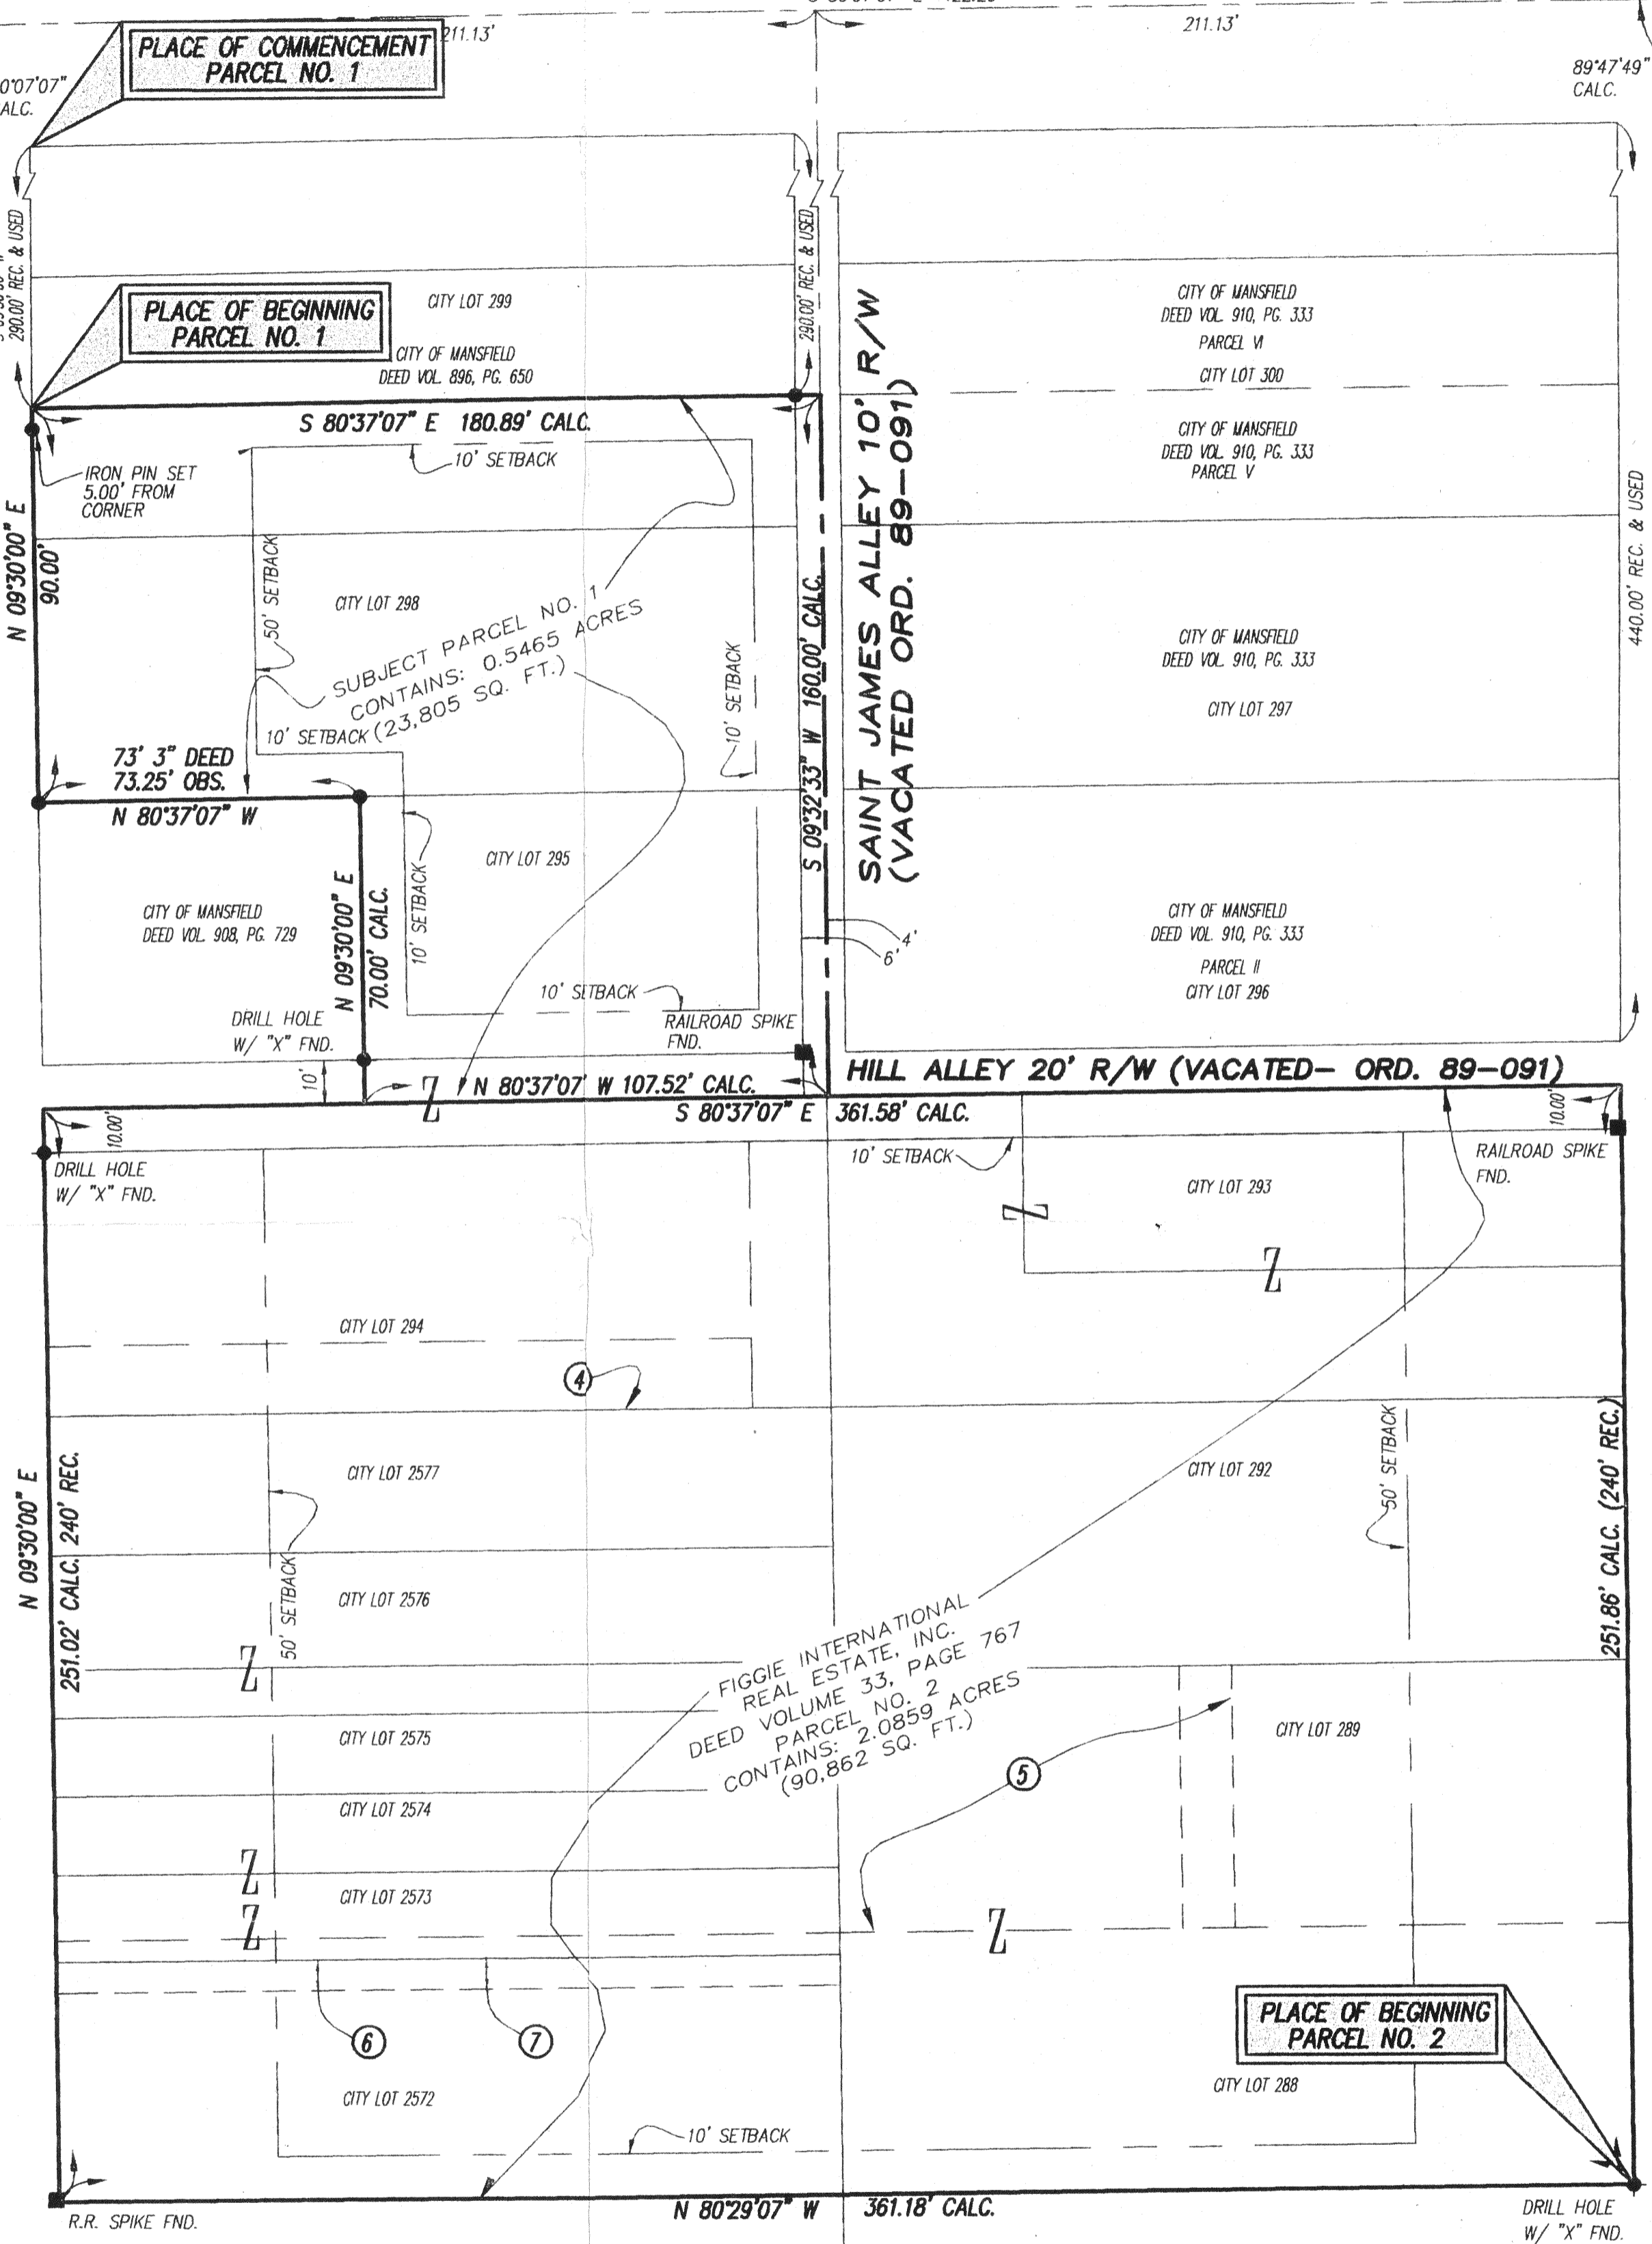 211.13'
211.13'
PLACE OF COMMENCEMENT
PARCEL NO. 1
0°07'07"
CALC.
89°47'49"
CALC.
290.00' REC. & USED
290.00' REC. & USED
CITY LOT 299
PLACE OF BEGINNING
PARCEL NO. 1
CITY OF MANSFIELD
DEED VOL. 896, PG. 650
S 80°37'07" E 180.89' CALC.
10' SETBACK
IRON PIN SET
5.00' FROM
CORNER
N 09°30'00" E
90.00'
50' SETBACK
CITY LOT 298
SUBJECT PARCEL NO. 1
CONTAINS: 0.5465 ACRES
(23,805 SQ. FT.)
10' SETBACK
10' SETBACK
S 09°32'33" W 160.00' CALC.
SAINT JAMES ALLEY 10' R/W
(VACATED ORD. 89-091)
CITY OF MANSFIELD
DEED VOL. 910, PG. 333
PARCEL VI
CITY LOT 300
CITY OF MANSFIELD
DEED VOL. 910, PG. 333
PARCEL V
440.00' REC. & USED
CITY OF MANSFIELD
DEED VOL. 910, PG. 333
CITY LOT 297
73' 3" DEED
73.25' OBS.
N 80°37'07" W
CITY LOT 295
N 09°30'00" E
70.00' CALC.
10' SETBACK
CITY OF MANSFIELD
DEED VOL. 908, PG. 729
4'
6'
CITY OF MANSFIELD
DEED VOL. 910, PG. 333
PARCEL II
CITY LOT 296
10' SETBACK
DRILL HOLE
W/ "X" FND.
RAILROAD SPIKE
FND.
10'
Z
N 80°37'07' W 107.52' CALC.
HILL ALLEY 20' R/W (VACATED- ORD. 89-091)
S 80°37'07" E 361.58' CALC.
10.00'
10.00'
DRILL HOLE
W/ "X" FND.
10' SETBACK
RAILROAD SPIKE
FND.
CITY LOT 293
Z
Z
CITY LOT 294
4
N 09°30'00" E
251.02' CALC. 240' REC.
CITY LOT 2577
CITY LOT 292
50' SETBACK
251.86' CALC. (240' REC.)
50' SETBACK
CITY LOT 2576
Z
FIGGIE INTERNATIONAL
REAL ESTATE, INC.
DEED VOLUME 33, PAGE 767
PARCEL NO. 2
CONTAINS: 2.0859 ACRES
(90,862 SQ. FT.)
CITY LOT 2575
CITY LOT 289
5
CITY LOT 2574
Z
CITY LOT 2573
Z
Z
6
7
PLACE OF BEGINNING
PARCEL NO. 2
CITY LOT 2572
CITY LOT 288
10' SETBACK
N 80°29'07" W 361.18' CALC.
R.R. SPIKE FND.
DRILL HOLE
W/ "X" FND.